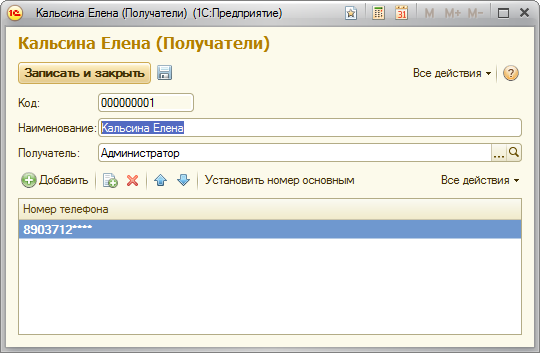 Кальсина Елена (Получатели) (1С:Предприятие)
M M+ M-
Кальсина Елена (Получатели)
Записать и закрыть Все действия ?
Код: 000000001
Наименование: Кальсина Елена
Получатель: Администратор ...
Добавить Установить номер основным Все действия
Номер телефона
8903712****